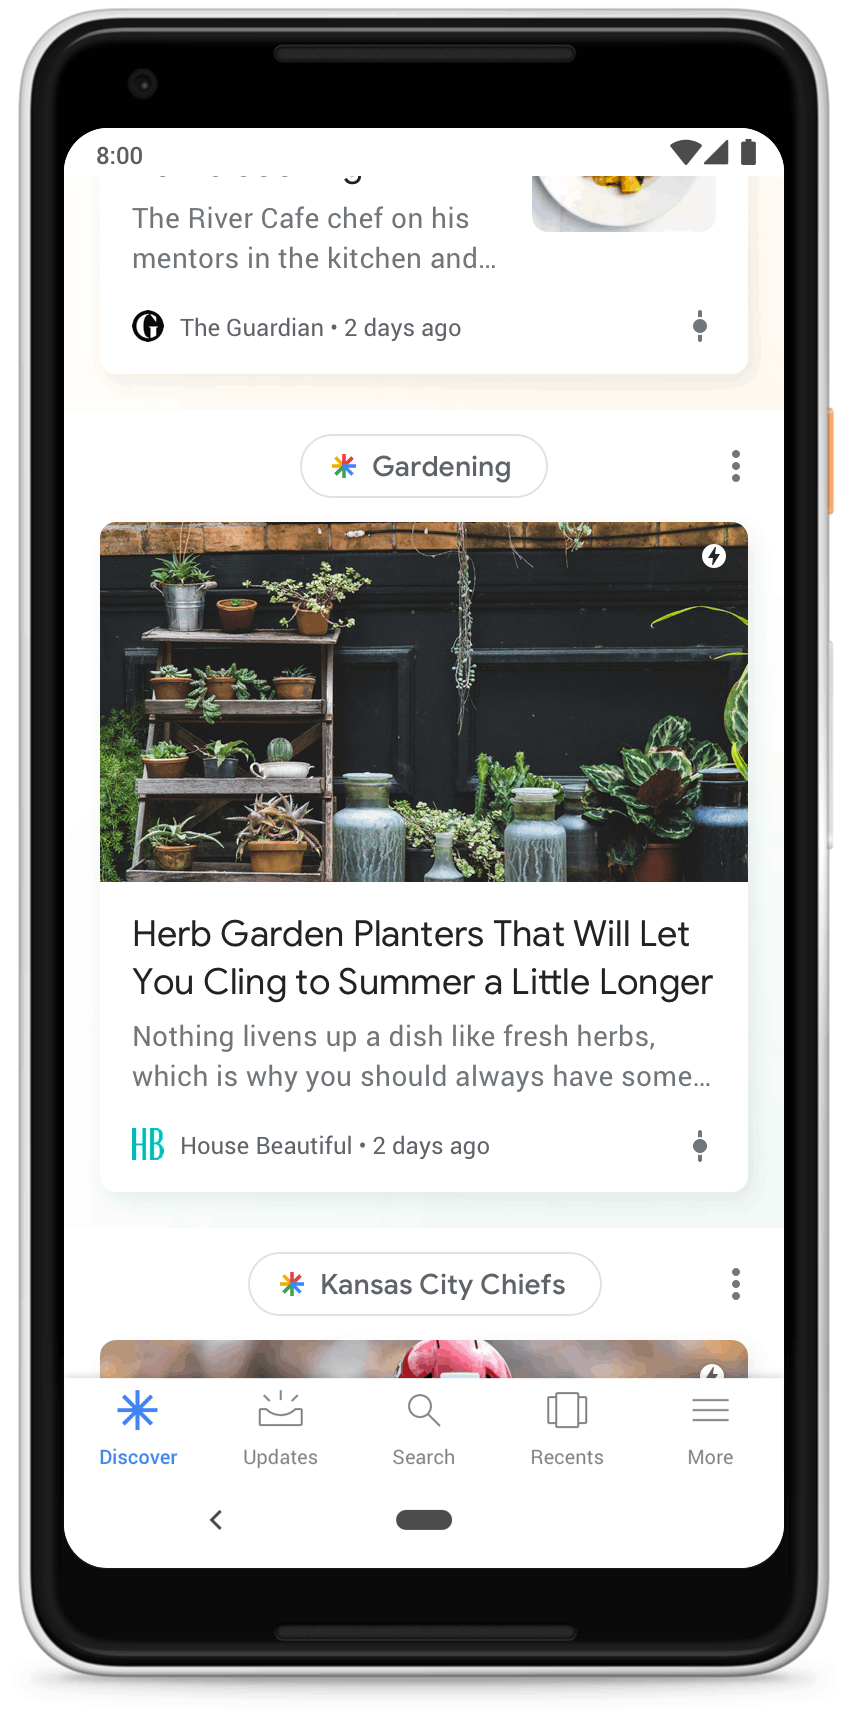 8:00
The River Cafe chef on his
mentors in the kitchen and...
The Guardian • 2 days ago
Gardening
Herb Garden Planters That Will Let
You Cling to Summer a Little Longer
Nothing livens up a dish like fresh herbs,
which is why you should always have some...
HB House Beautiful • 2 days ago
Kansas City Chiefs
Discover Updates Search Recents More